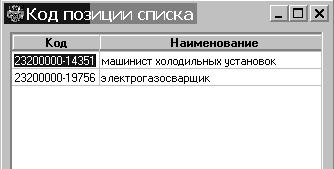 Код позиции списка
Код Наименование
23200000-14351 машинист холодильных установок
23200000-19756 электрогазосварщик